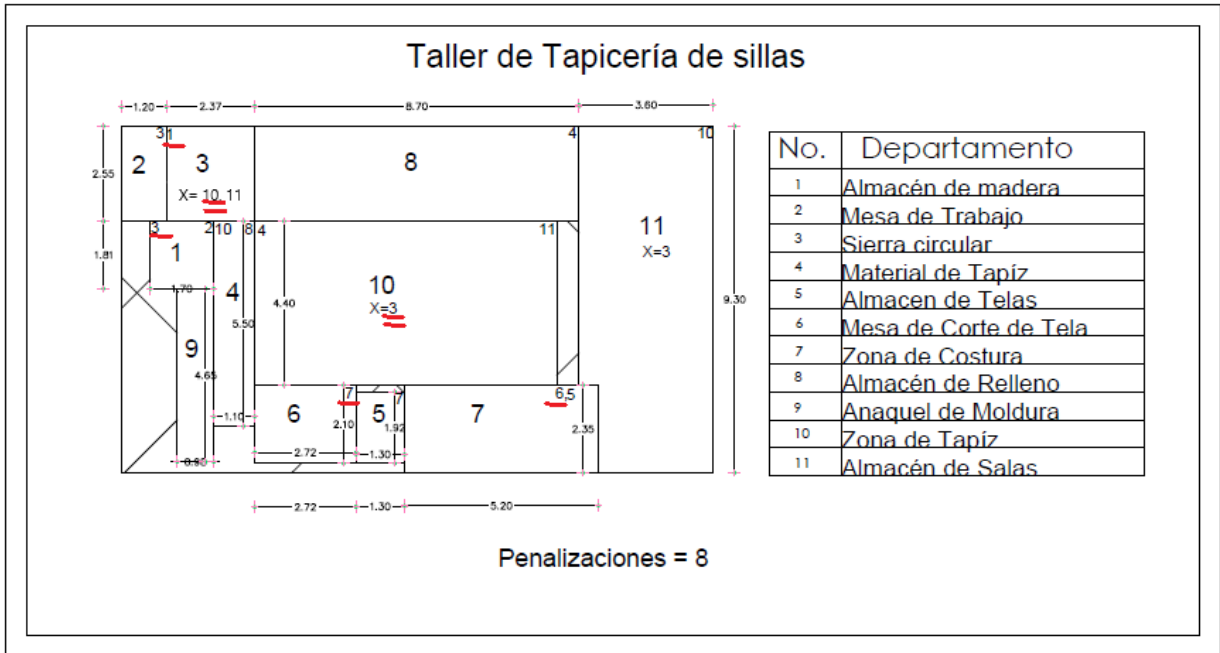 Taller de Tapicería de sillas
1.20 2.37 8.70 3.60
3 1 4 10
2 3 8
2.55
X= 10, 11
3 2 10 8 4 11
11
X=3
1
1.81
1.70
4
10
X=3
4.40
5.50
9.30
9
4.65
7 7 6,5
6 5 7
1.10
2.10
1.92
2.35
2.72 1.30
0.80
2.72 1.30 5.20
Penalizaciones = 8
No. Departamento
1 Almacén de madera
2 Mesa de Trabajo
3 Sierra circular
4 Material de Tapíz
5 Almacen de Telas
6 Mesa de Corte de Tela
7 Zona de Costura
8 Almacén de Relleno
9 Anaquel de Moldura
10 Zona de Tapíz
11 Almacén de Salas